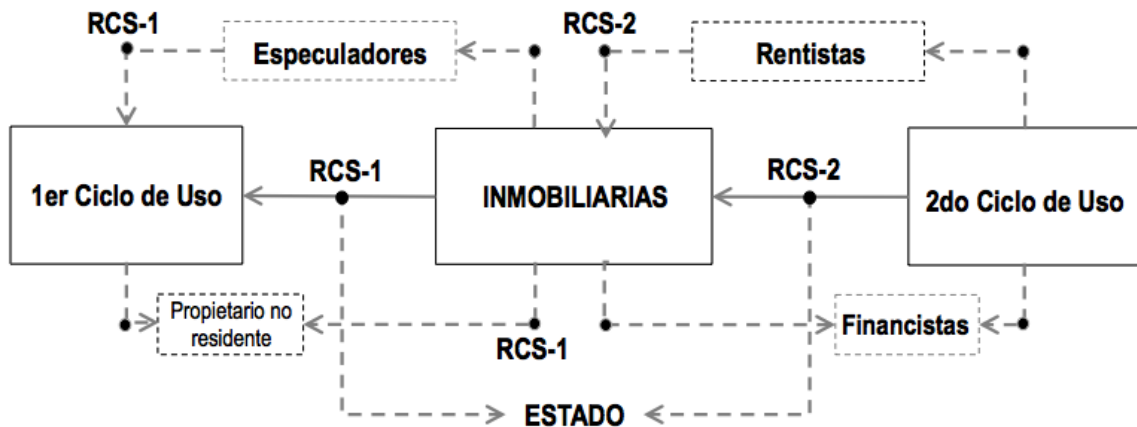 RCS-1
Especuladores
RCS-2
Rentistas
1er Ciclo de Uso
RCS-1
INMOBILIARIAS
RCS-2
2do Ciclo de Uso
Propietario no
residente
RCS-1
Financistas
ESTADO